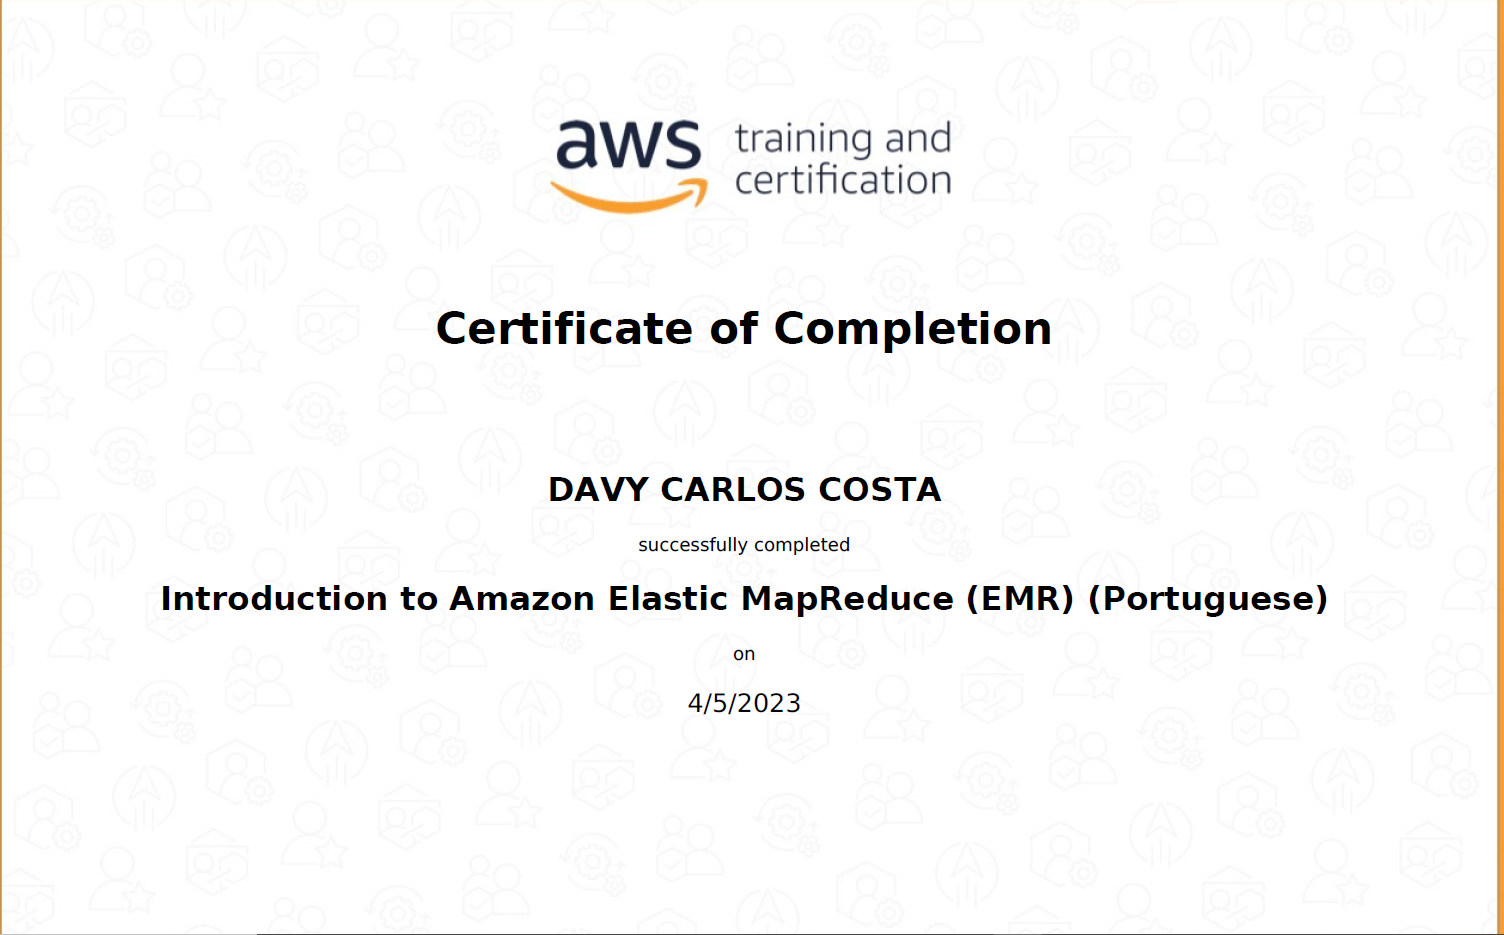 aws training and
certification
Certificate of Completion
DAVY CARLOS COSTA
successfully completed
Introduction to Amazon Elastic MapReduce (EMR) (Portuguese)
on
4/5/2023